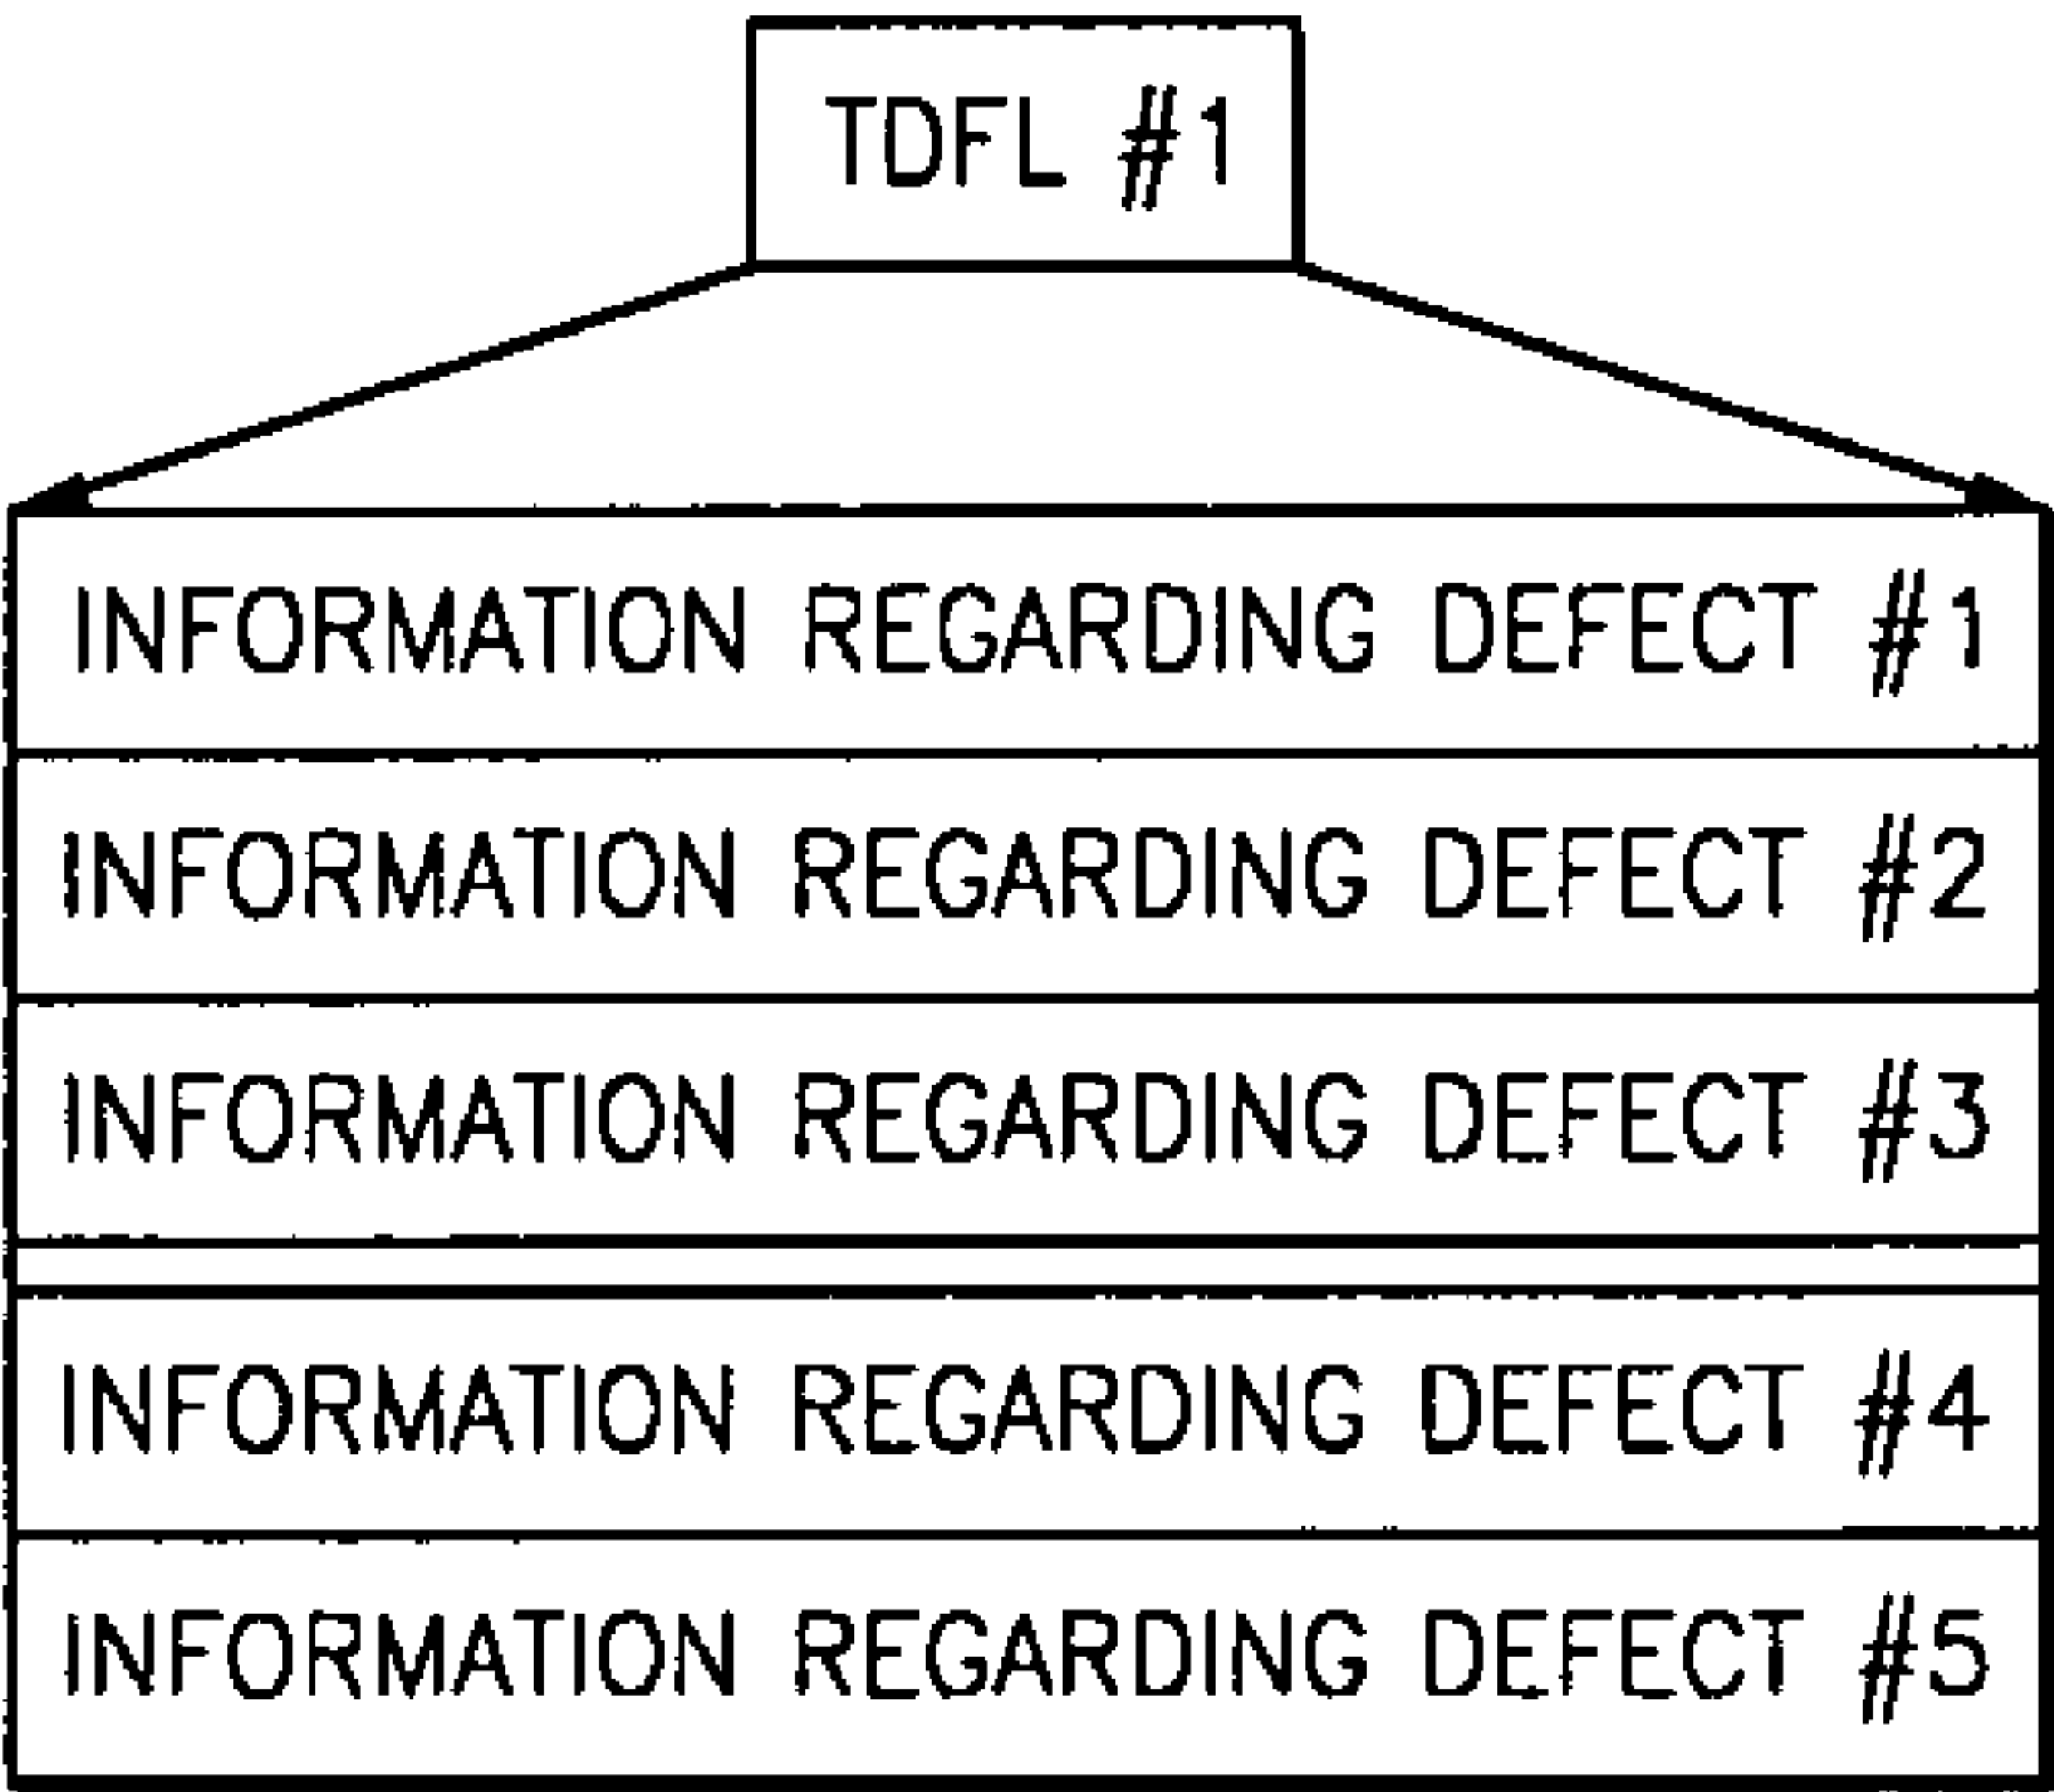 TDFL #1
INFORMATION REGARDING DEFECT #1
INFORMATION REGARDING DEFECT #2
INFORMATION REGARDING DEFECT #3
INFORMATION REGARDING DEFECT #4
INFORMATION REGARDING DEFECT #5